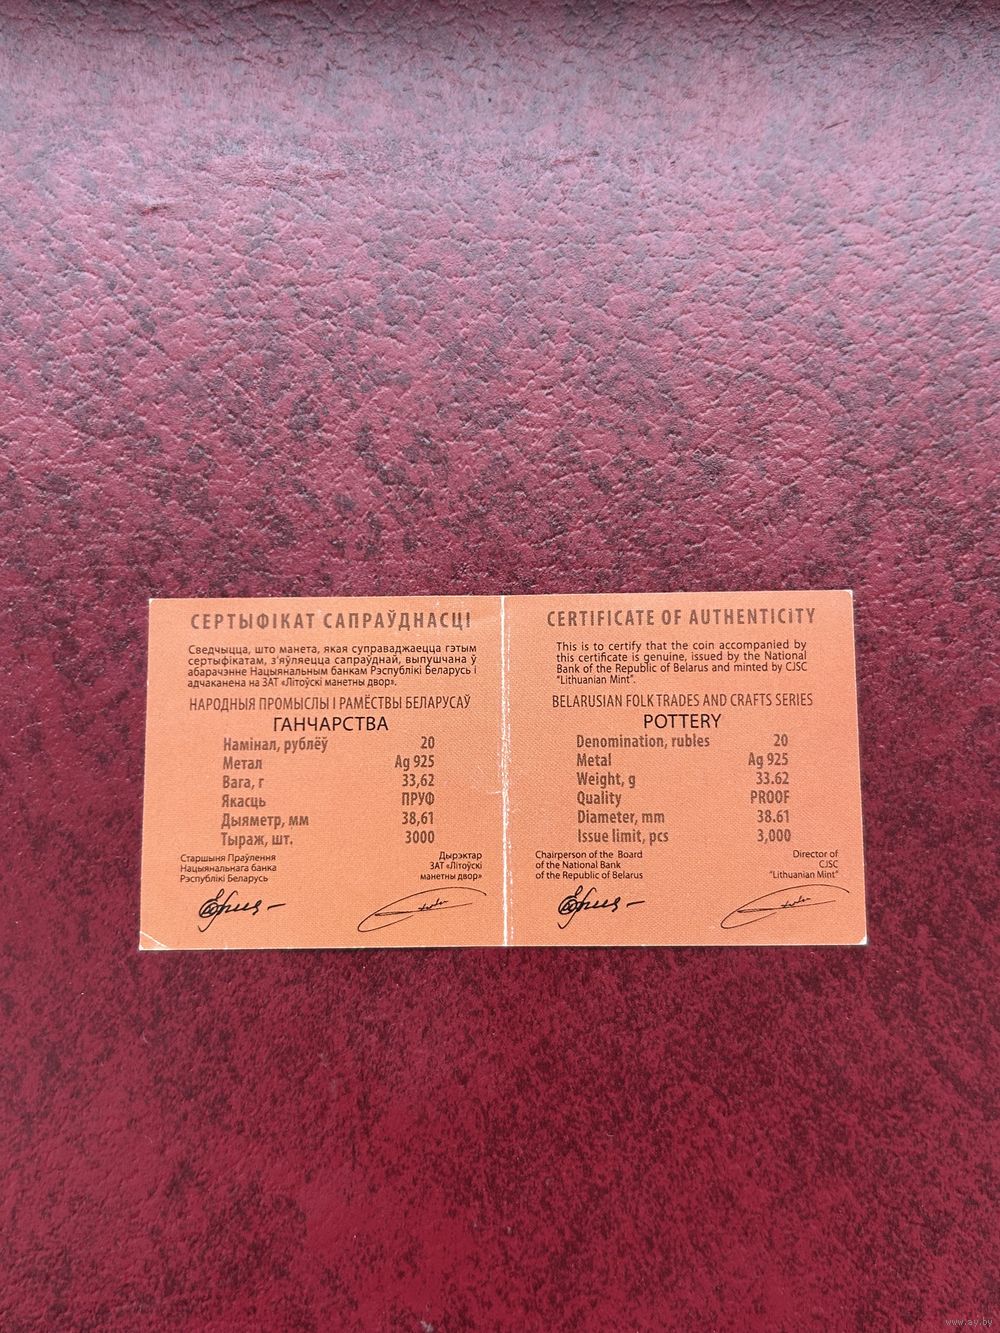 СЕРТЫФІКАТ САПРАЎДНАСЦІ
Сведчыцца, што манета, якая суправаджаецца гэтым
сертыфікатам, з'яўляецца сапраўднай, выпушчана ў
абарачэнне Нацыянальным банкам Рэспублікі Беларусь і
адчаканена на ЗАТ «Літоўскі манетны двор».
НАРОДНЫЯ ПРОМЫСЛЫ І РАМЁСТВЫ БЕЛАРУСАЎ
ГАНЧАРСТВА
Намінал, рублёў 20
Метал Ag 925
Вага, г 33,62
Якасць ПРУФ
Дыяметр, мм 38,61
Тыраж, шт. 3000
Старшыня Праўлення
Нацыянальнага банка
Рэспублікі Беларусь
Дырэктар
ЗАТ «Літоўскі
манетны двор»
CERTIFICATE OF AUTHENTICiTY
This is to certify that the coin accompanied by
this certificate is genuine, issued by the National
Bank of the Republic of Belarus and minted by CJSC
"Lithuanian Mint".
BELARUSIAN FOLK TRADES AND CRAFTS SERIES
POTTERY
Denomination, rubles 20
Metal Ag 925
Weight, g 33.62
Quality PROOF
Diameter, mm 38.61
Issue limit, pcs 3,000
Chairperson of the Board
of the National Bank
of the Republic of Belarus
Director of
CJSC
"Lithuanian Mint"
www.ay.by